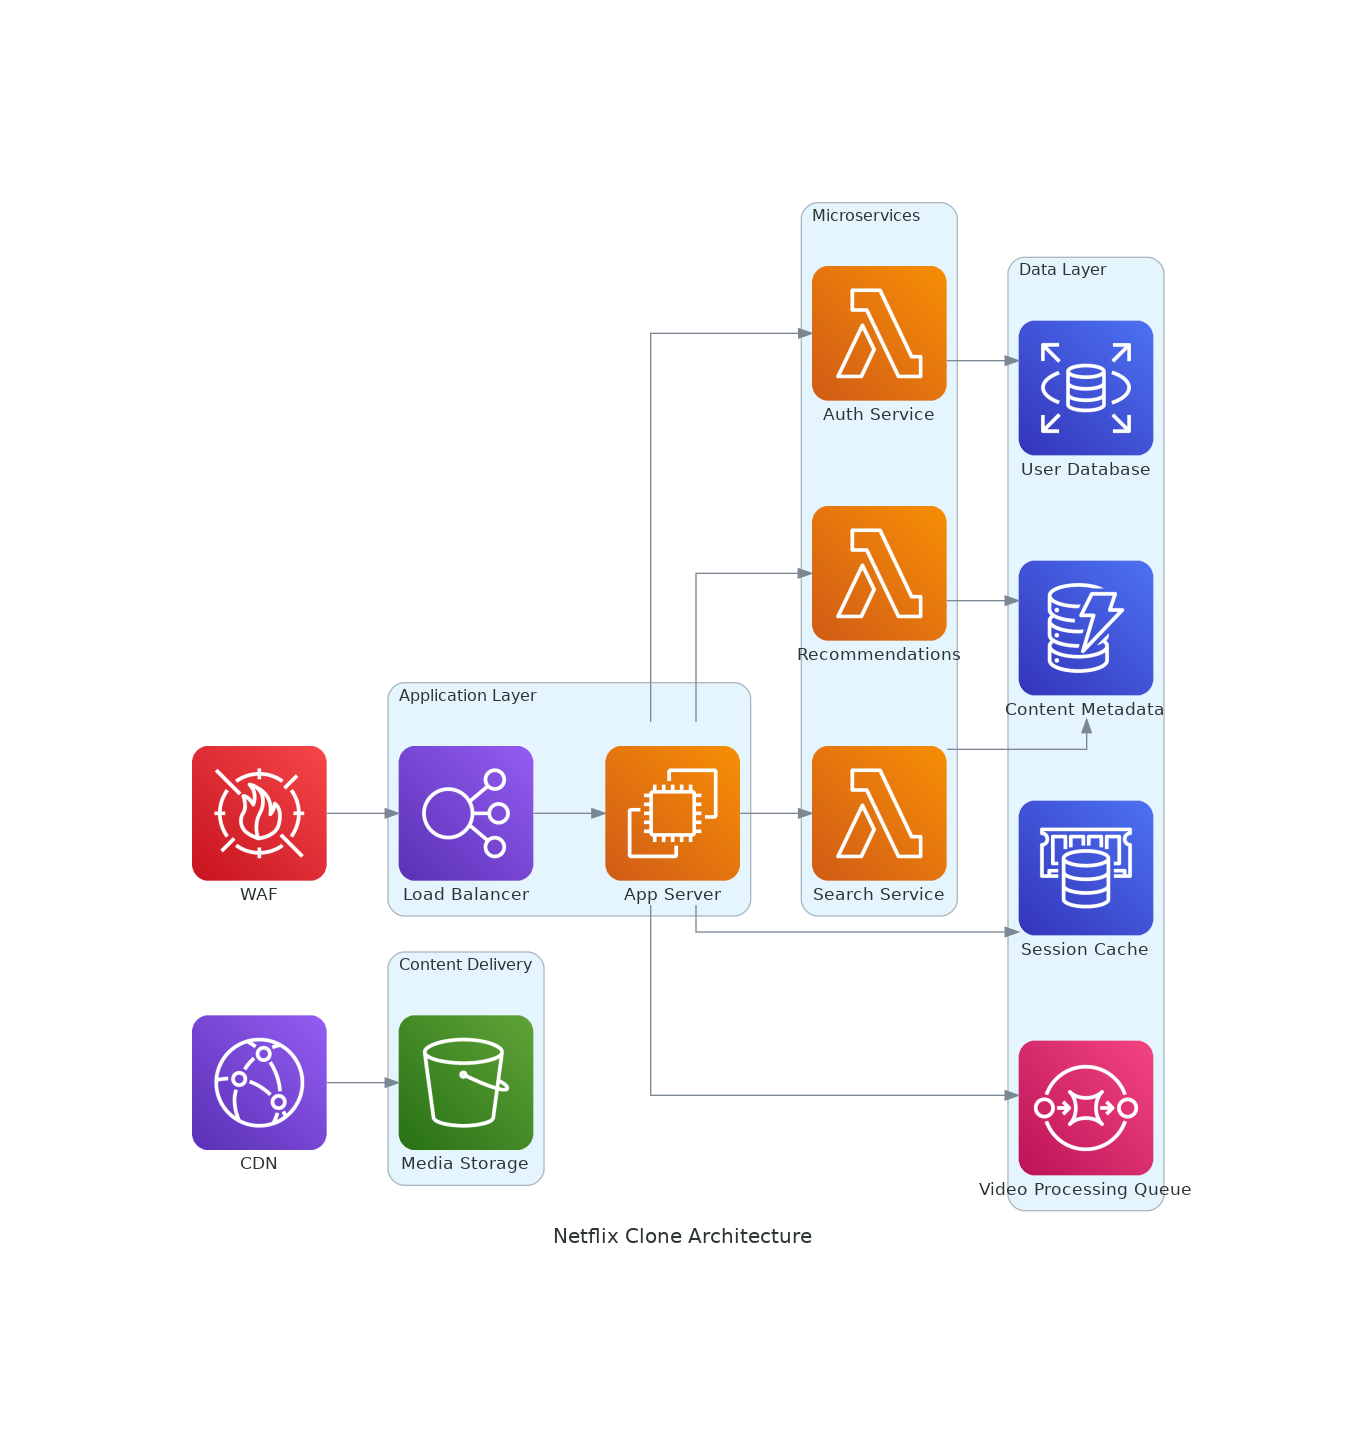 Microservices
Data Layer
Auth Service
User Database
Recommendations
Content Metadata
Application Layer
WAF
Load Balancer
App Server
Search Service
Session Cache
Content Delivery
CDN
Media Storage
Video Processing Queue
Netflix Clone Architecture